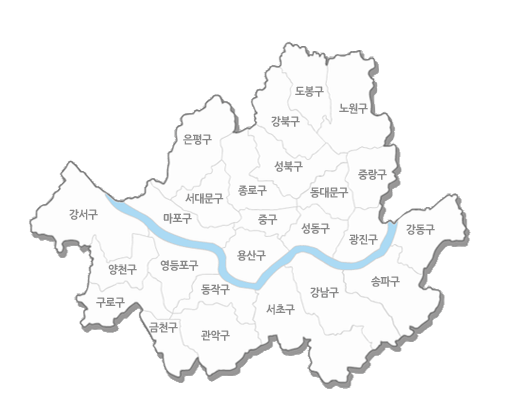 도봉구
노원구
강북구
은평구
성북구
중랑구
종로구
동대문구
서대문구
강서구
마포구
중구
성동구
광진구
강동구
용산구
영등포구
양천구
송파구
동작구
강남구
구로구
서초구
금천구
관악구